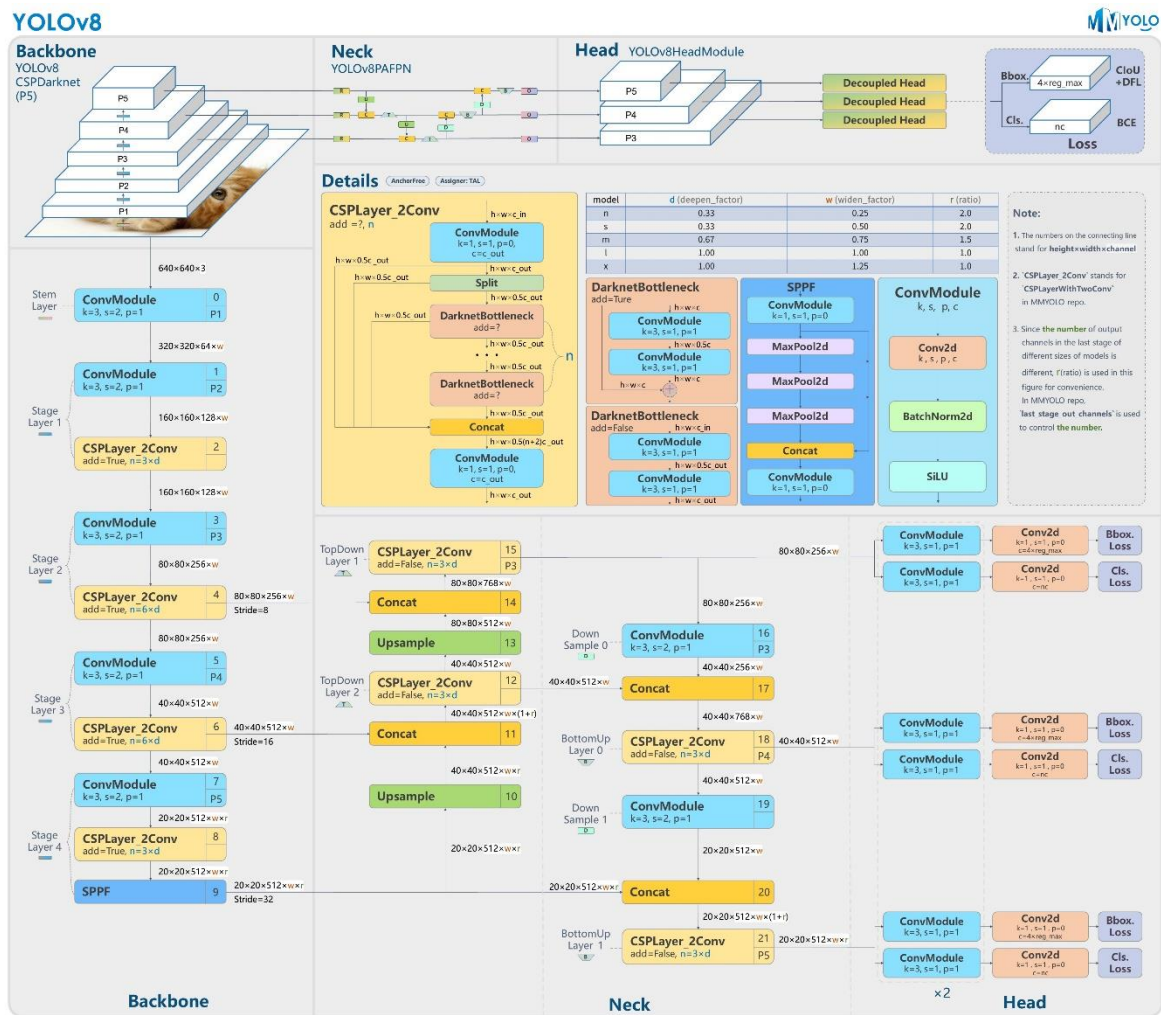 YOLOv8
MMYOLO
Backbone
YOLOv8
CSPDarknet
(P5)
P5
P4
P3
P2
P1
Neck
YOLOv8PAFPN
R
U
C
T
C
B
O
R
U
C
T
C
D
B
O
R
C
T
D
O
Head YOLOv8HeadModule
P5
P4
P3
Decoupled Head
Decoupled Head
Decoupled Head
Bbox.
4×reg_max
CIoU
+DFL
Cls.
nc
BCE
Loss
Details
AnchorFree
Assigner: TAL
CSPLayer_2Conv
add =?, n
h×w×c_in
ConvModule
k=1, s=1, p=0,
c=c_out
h×w×0.5c_out
h×w×c_out
h×w×0.5c_out
Split
h×w×0.5c_out
h×w×0.5c_out
DarknetBottleneck
add=?
h×w×0.5c_out
· · ·
n
h×w×0.5c_out
DarknetBottleneck
add=?
h×w×0.5c_out
Concat
h×w×0.5(n+2)c_out
ConvModule
k=1, s=1, p=0,
c=c_out
h×w×c_out
model d (deepen_factor) w (widen_factor) r (ratio)
n 0.33 0.25 2.0
s 0.33 0.50 2.0
m 0.67 0.75 1.5
l 1.00 1.00 1.0
x 1.00 1.25 1.0
DarknetBottleneck
add=Ture
h×w×c
ConvModule
k=3, s=1, p=1
h×w×0.5c
ConvModule
k=3, s=1, p=1
h×w×c
h×w×c
DarknetBottleneck
add=False
h×w×c_in
ConvModule
k=3, s=1, p=1
h×w×0.5c_out
ConvModule
k=3, s=1, p=1
h×w×c_out
SPPF
ConvModule
k=1, s=1, p=0
MaxPool2d
MaxPool2d
MaxPool2d
Concat
ConvModule
k=1, s=1, p=0
ConvModule
k, s, p, c
Conv2d
k, s, p, c
BatchNorm2d
SiLU
Note:
1. The numbers on the connecting line
stand for height×width×channel
2. `CSPLayer_2Conv` stands for
`CSPLayerWithTwoConv`
in MMYOLO repo.
3. Since the number of output
channels in the last stage of
different sizes of models is
different, r(ratio) is used in this
figure for convenience.
In MMYOLO repo.
`last stage out channels` is used
to control the number.
640×640×3
Stem
Layer
ConvModule 0
k=3, s=2, p=1 P1
320×320×64×w
ConvModule 1
k=3, s=2, p=1 P2
Stage
Layer 1
160×160×128×w
CSPLayer_2Conv 2
add=True, n=3×d
160×160×128×w
ConvModule 3
k=3, s=2, p=1 P3
Stage
Layer 2
80×80×256×w
CSPLayer_2Conv 4
add=True, n=6×d
80×80×256×w
Stride=8
80×80×256×w
ConvModule 5
k=3, s=2, p=1 P4
Stage
Layer 3
40×40×512×w
CSPLayer_2Conv 6
add=True, n=6×d
40×40×512×w
Stride=16
40×40×512×w
ConvModule 7
k=3, s=2, p=1 P5
20×20×512×w×r
Stage
Layer 4
CSPLayer_2Conv 8
add=True, n=3×d
20×20×512×w×r
SPPF 9
20×20×512×w×r
Stride=32
Backbone
TopDown
Layer 1
T
CSPLayer_2Conv 15
add=False, n=3×d P3
80×80×768×w
Concat 14
80×80×512×w
Upsample 13
40×40×512×w
TopDown
Layer 2
T
CSPLayer_2Conv 12
add=False, n=3×d
40×40×512×w
40×40×512×w×(1+r)
Concat 11
40×40×512×w×r
Upsample 10
20×20×512×w×r
80×80×256×w
80×80×256×w
Down
Sample 0
D
ConvModule 16
k=3, s=2, p=1 P3
40×40×256×w
Concat 17
40×40×768×w
BottomUp
Layer 0
B
CSPLayer_2Conv 18
add=False, n=3×d P4
40×40×512×w
40×40×512×w
Down
Sample 1
D
ConvModule 19
k=3, s=2, p=1
20×20×512×w
20×20×512×w×r
Concat 20
20×20×512×w×(1+r)
BottomUp
Layer 1
B
CSPLayer_2Conv 21
add=False, n=3×d P5
20×20×512×w×r
Neck
ConvModule
k=3, s=1, p=1
Conv2d
k=1, s=1, p=0
c=4×reg_max
Bbox.
Loss
ConvModule
k=3, s=1, p=1
Conv2d
k=1, s=1, p=0
c=nc
Cls.
Loss
ConvModule
k=3, s=1, p=1
Conv2d
k=1, s=1, p=0
c=4×reg_max
Bbox.
Loss
ConvModule
k=3, s=1, p=1
Conv2d
k=1, s=1, p=0
c=nc
Cls.
Loss
ConvModule
k=3, s=1, p=1
Conv2d
k=1, s=1, p=0
c=4×reg_max
Bbox.
Loss
ConvModule
k=3, s=1, p=1
Conv2d
k=1, s=1, p=0
c=nc
Cls.
Loss
×2
Head